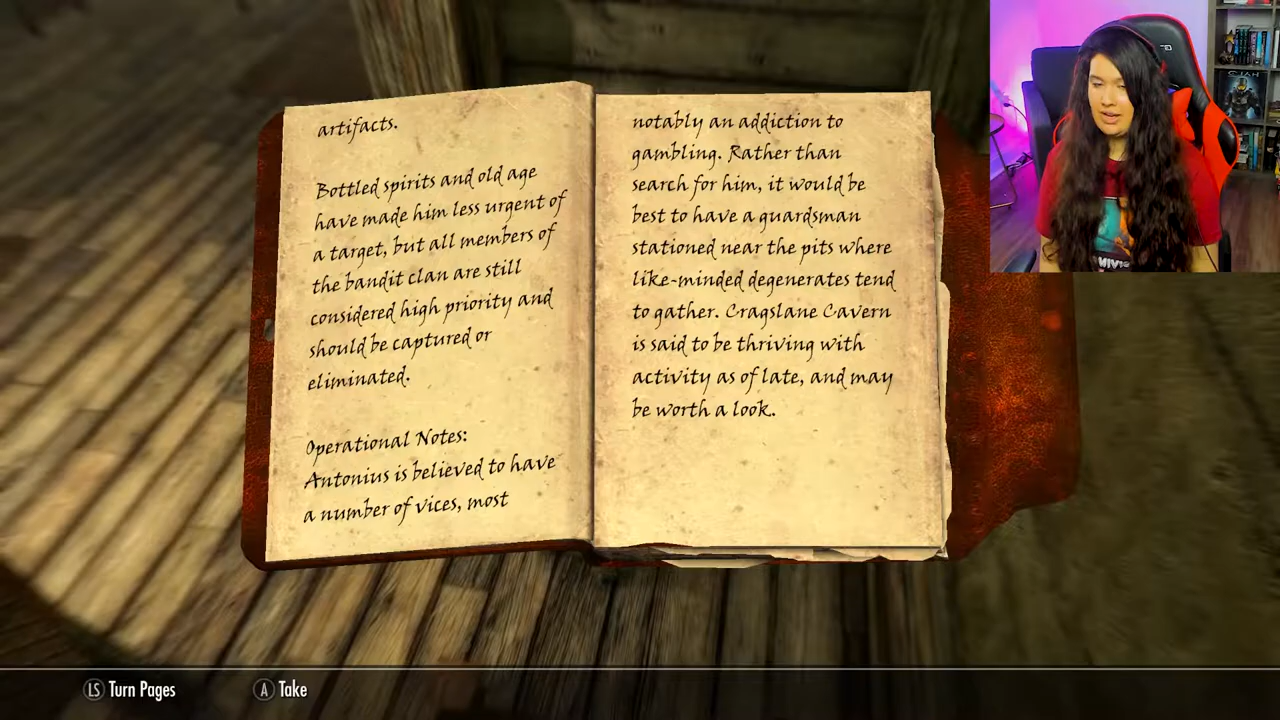 artifacts.
Bottled spirits and old age
have made him less urgent of
a target, but all members of
the bandit clan are still
considered high priority and
should be captured or
eliminated.
Operational Notes:
Antonius is believed to have
a number of vices, most
notably an addiction to
gambling. Rather than
search for him, it would be
best to have a guardsman
stationed near the pits where
like-minded degenerates tend
to gather. Cragslane Cavern
is said to be thriving with
activity as of late, and may
be worth a look.
LS Turn Pages
A Take